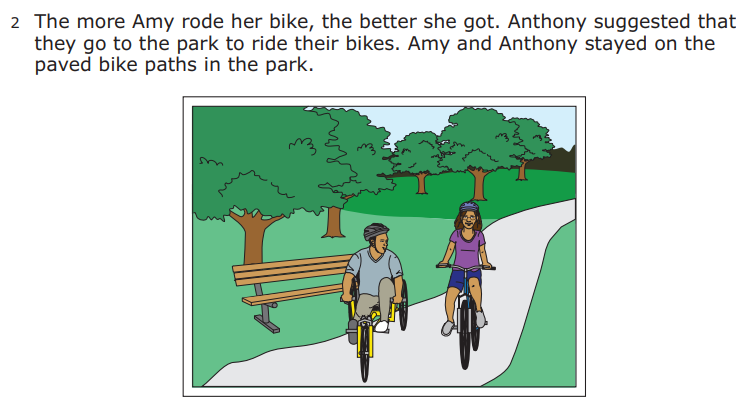 2 The more Amy rode her bike, the better she got. Anthony suggested that
they go to the park to ride their bikes. Amy and Anthony stayed on the
paved bike paths in the park.